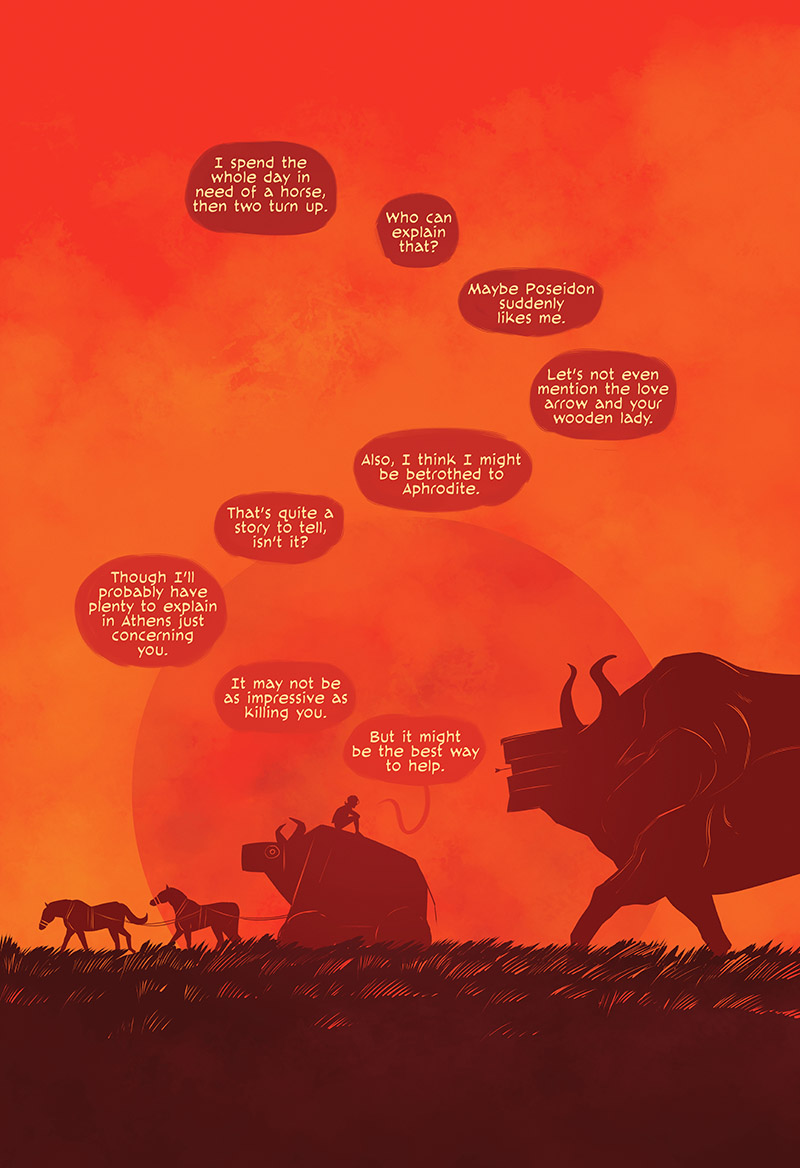 I spend the
whole day in
need of a horse,
then two turn up.
Who can
explain
that?
Maybe Poseidon
suddenly
likes me.
Let's not even
mention the love
arrow and your
wooden lady.
Also, I think I might
be betrothed to
Aphrodite.
That's quite a
story to tell,
isn't it?
Though I'll
probably have
plenty to explain
in Athens just
concerning
you.
It may not be
as impressive as
killing you.
But it might
be the best way
to help.